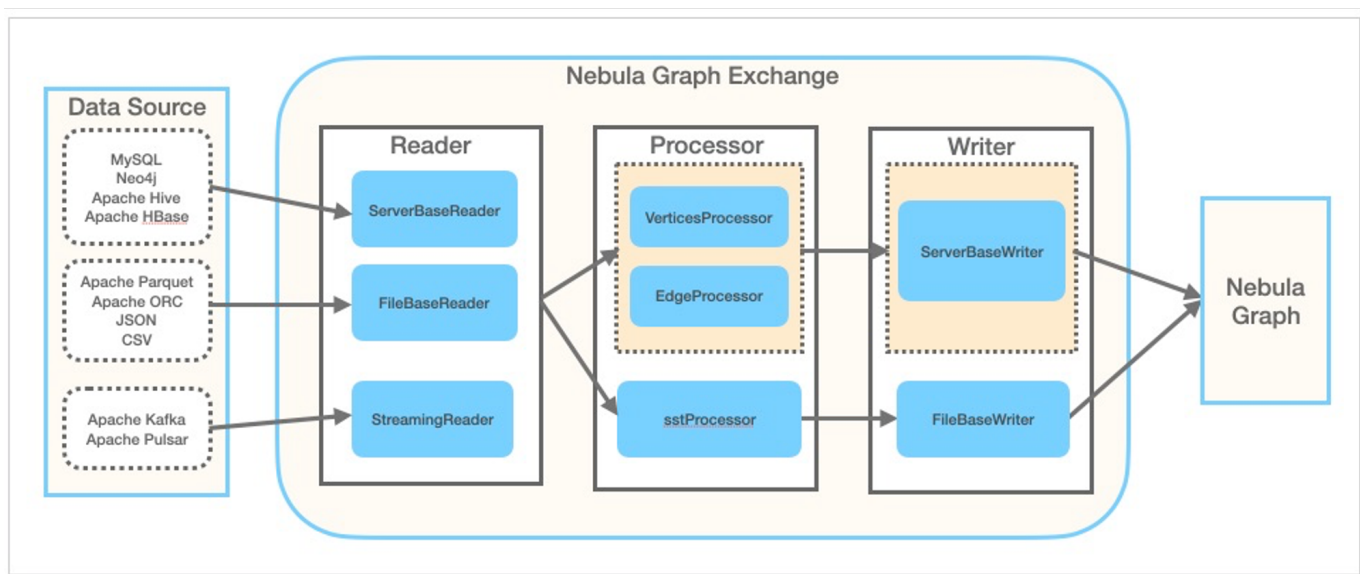 Nebula Graph Exchange
Data Source
MySQL
Neo4j
Apache Hive
Apache HBase
Apache Parquet
Apache ORC
JSON
CSV
Apache Kafka
Apache Pulsar
Reader
ServerBaseReader
FileBaseReader
StreamingReader
Processor
VerticesProcessor
EdgeProcessor
sstProcessor
Writer
ServerBaseWriter
FileBaseWriter
Nebula
Graph